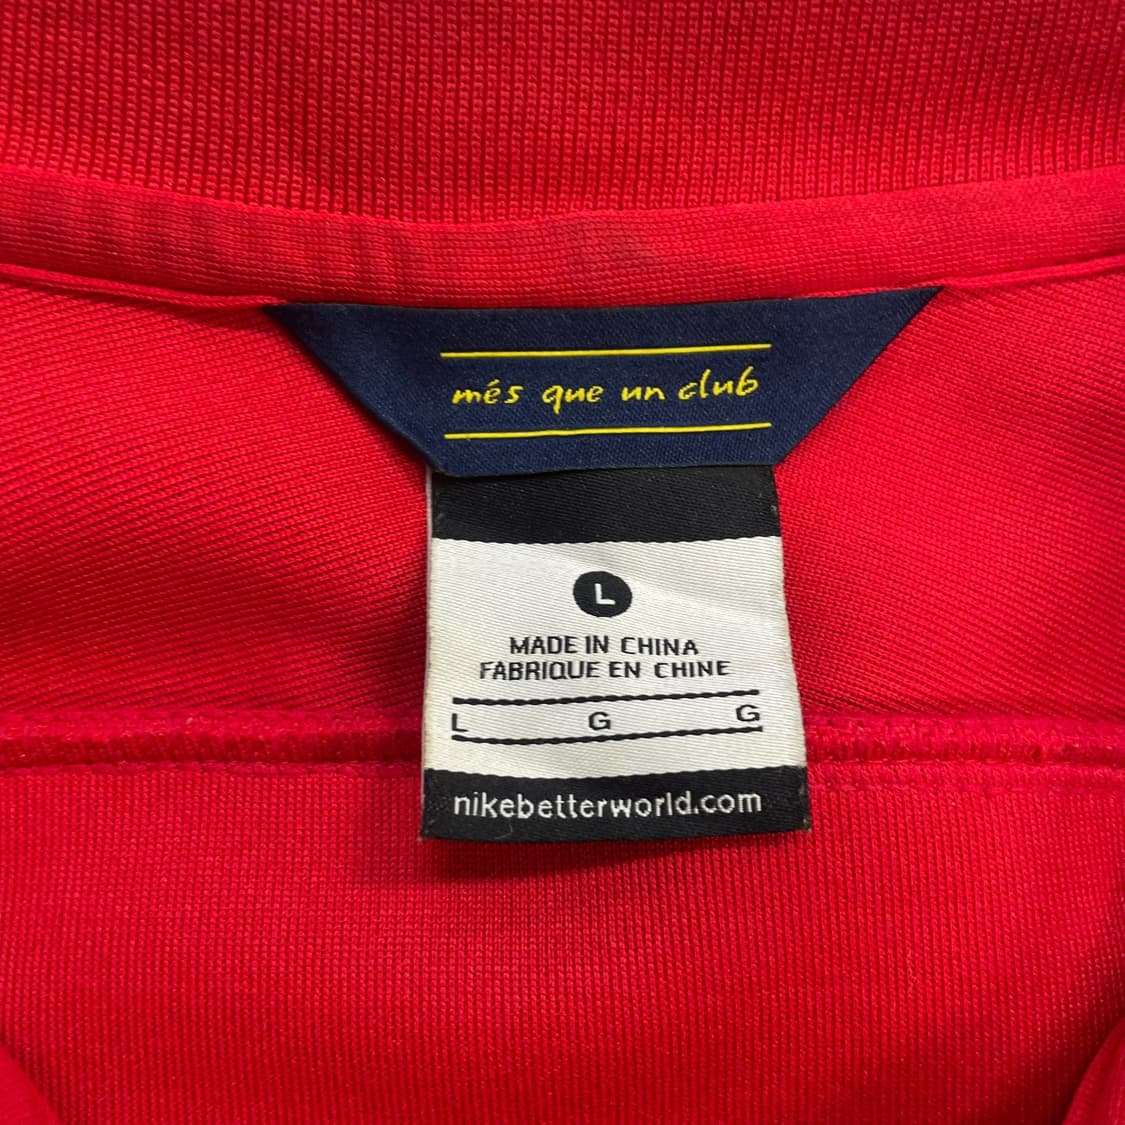 més que un club
L
MADE IN CHINA
FABRIQUE EN CHINE
L G G
nikebetterworld.com